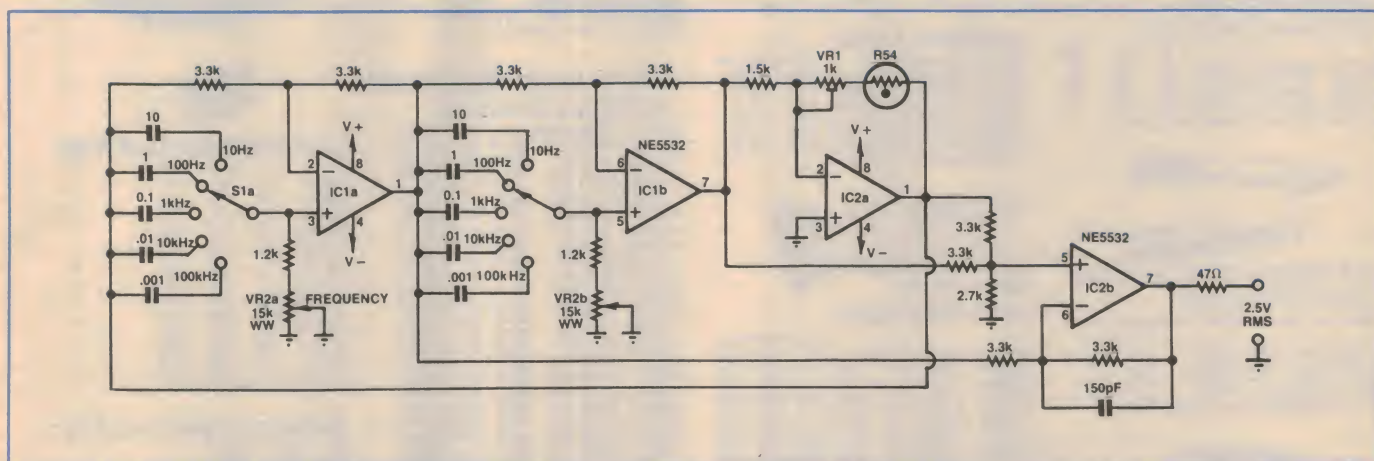 3.3k
3.3k
3.3k
3.3k
1.5k
VR1
1k
R54
10
10Hz
1
100Hz
S1a
0.1
1kHz
.01
10kHz
.001
100kHz
2
3
V+
8
IC1a
4
V-
1
1.2k
VR2a
15k
WW
FREQUENCY
10
10Hz
1
100Hz
0.1
1kHz
.01
10kHz
.001
100kHz
NE5532
6
5
IC1b
7
1.2k
VR2b
15k
WW
V+
8
2
3
IC2a
4
V-
1
3.3k
3.3k
2.7k
NE5532
5
6
IC2b
7
47Ω
2.5V
RMS
3.3k
3.3k
150pF